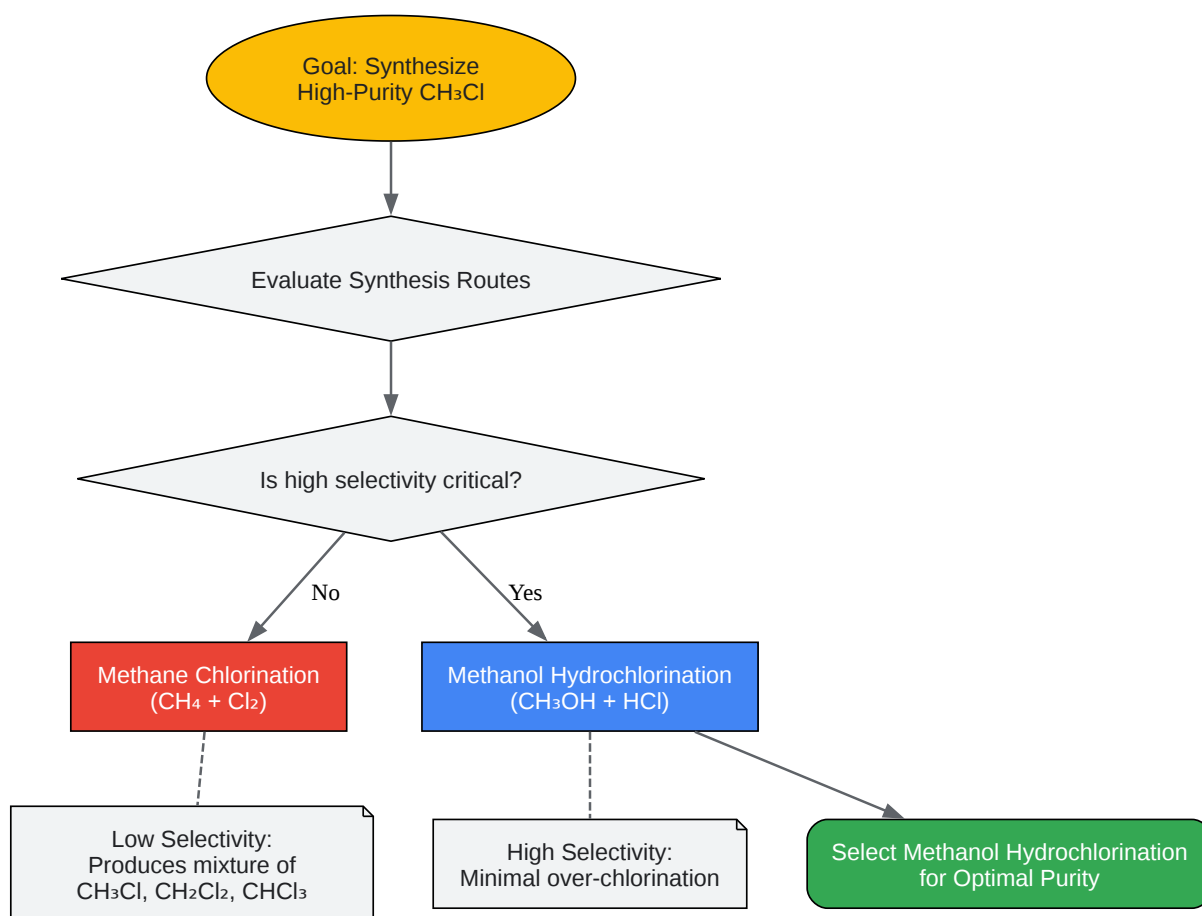 Goal: Synthesize
High-Purity CH₃Cl
Evaluate Synthesis Routes
Is high selectivity critical?
No
Yes
Methane Chlorination
(CH₄ + Cl₂)
Methanol Hydrochlorination
(CH₃OH + HCl)
Low Selectivity:
Produces mixture of
CH₃Cl, CH₂Cl₂, CHCl₃
High Selectivity:
Minimal over-chlorination
Select Methanol Hydrochlorination
for Optimal Purity